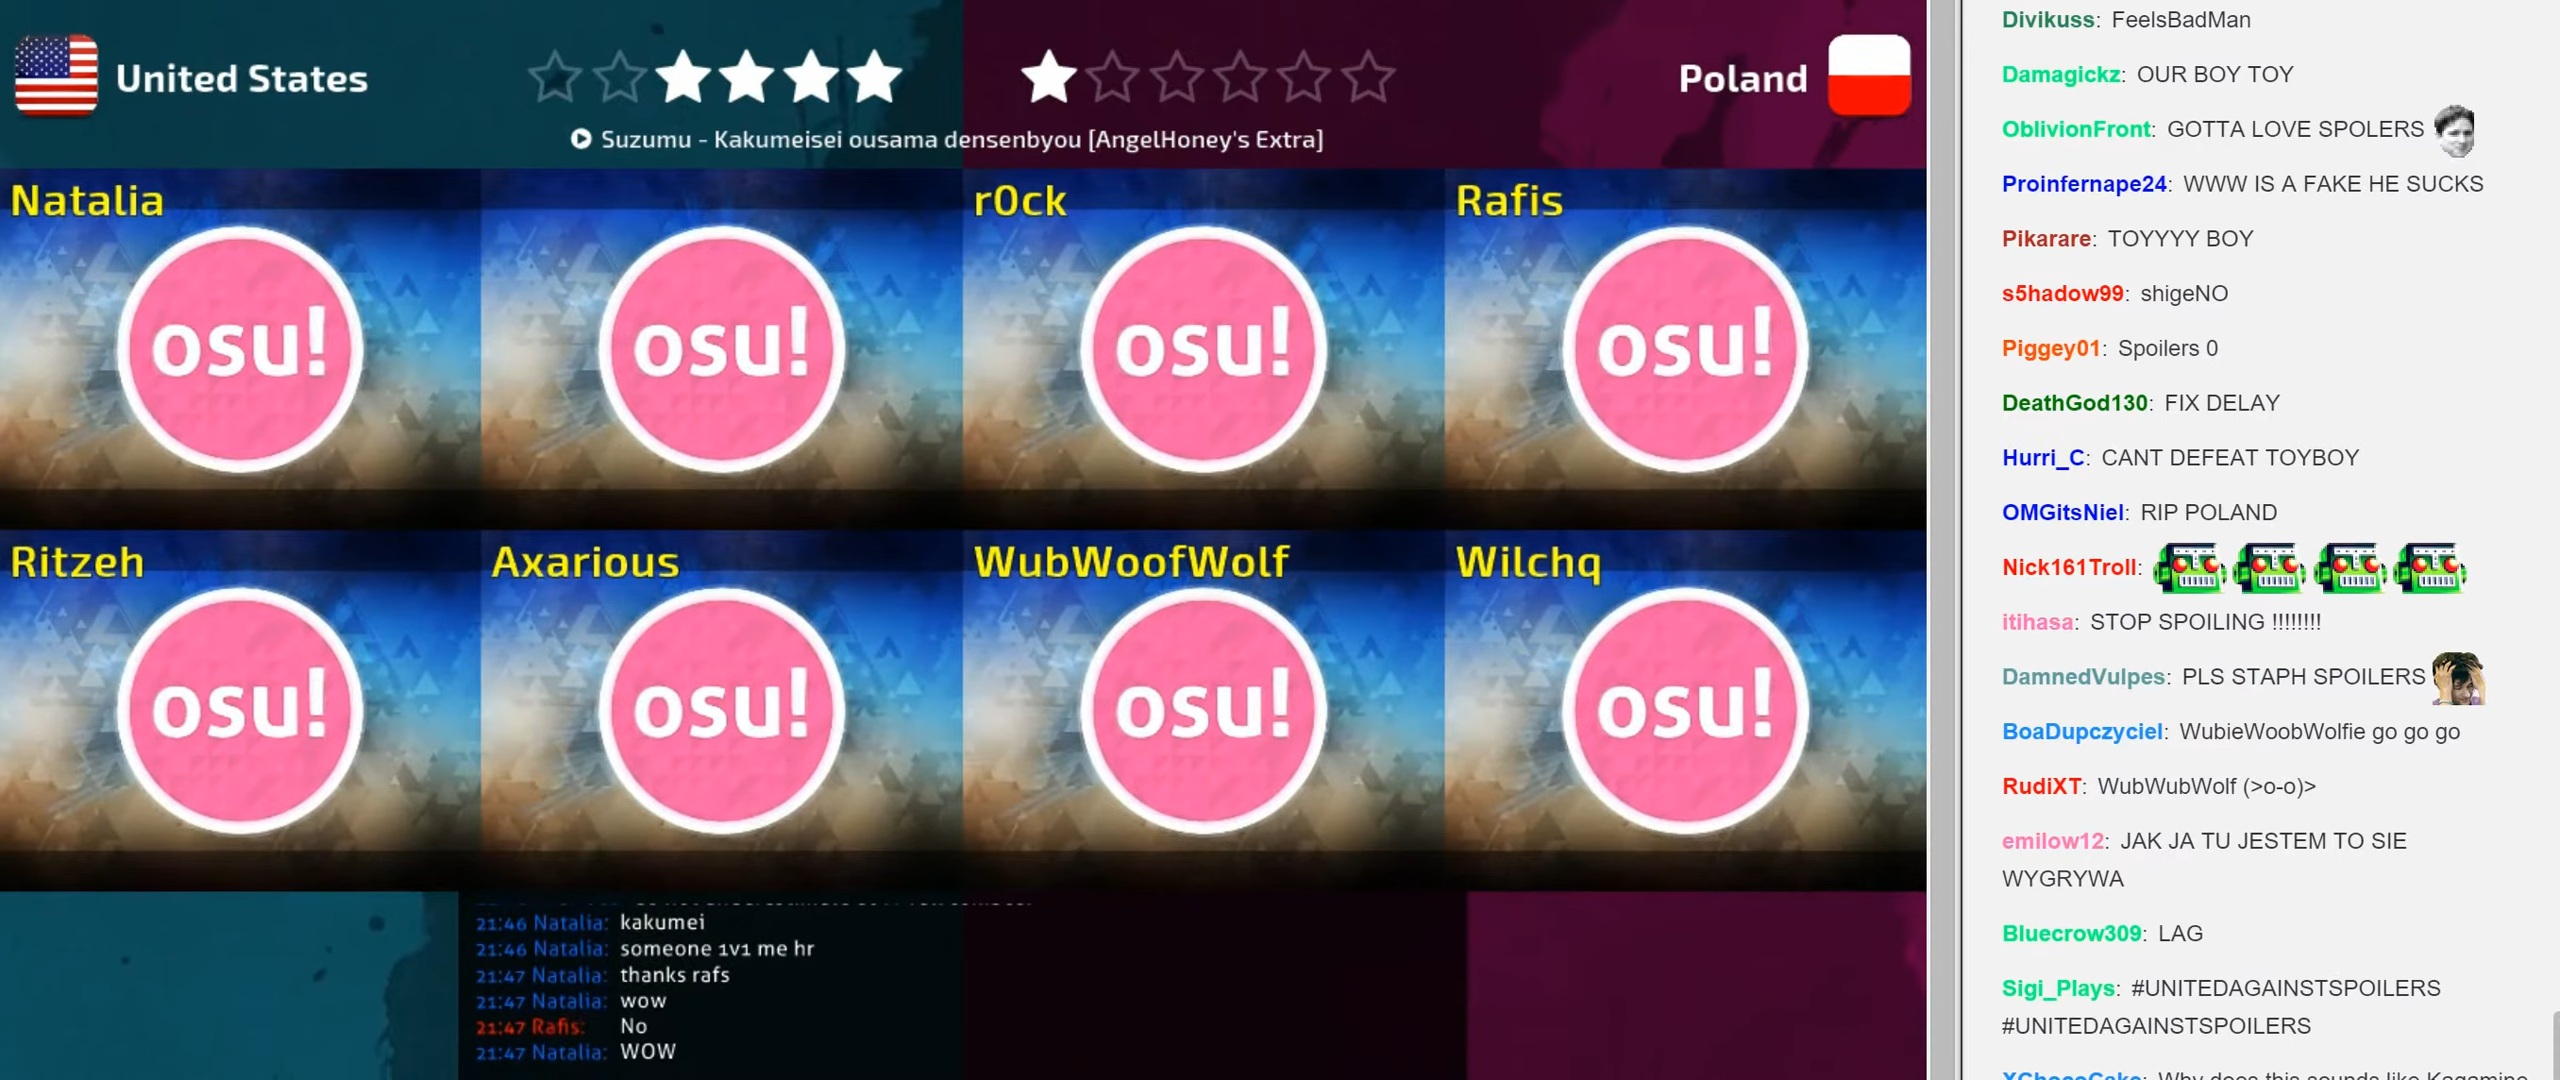 United States
Poland
Suzumu - Kakumeisei ousama densenbyou [AngelHoney's Extra]
Natalia
r0ck
Rafis
osu!
osu!
osu!
osu!
Ritzeh
Axarious
WubWoofWolf
Wilchq
osu!
osu!
osu!
osu!
21:46 Natalia: kakumei
21:46 Natalia: someone 1v1 me hr
21:47 Natalia: thanks rafs
21:47 Natalia: wow
21:47 Rafis: No
21:47 Natalia: WOW
Divikuss: FeelsBadMan
Damagickz: OUR BOY TOY
OblivionFront: GOTTA LOVE SPOLERS
Proinfernape24: WWW IS A FAKE HE SUCKS
Pikarare: TOYYYY BOY
s5hadow99: shigeNO
Piggey01: Spoilers 0
DeathGod130: FIX DELAY
Hurri_C: CANT DEFEAT TOYBOY
OMGitsNiel: RIP POLAND
Nick161Troll:
itihasa: STOP SPOILING !!!!!!!!
DamnedVulpes: PLS STAPH SPOILERS
BoaDupczyciel: WubieWoobWolfie go go go
RudiXT: WubWubWolf (>o-o)>
emilow12: JAK JA TU JESTEM TO SIE
WYGRYWA
Bluecrow309: LAG
Sigi_Plays: #UNITEDAGAINSTSPOILERS
#UNITEDAGAINSTSPOILERS
Why does this sounds like Kagamine